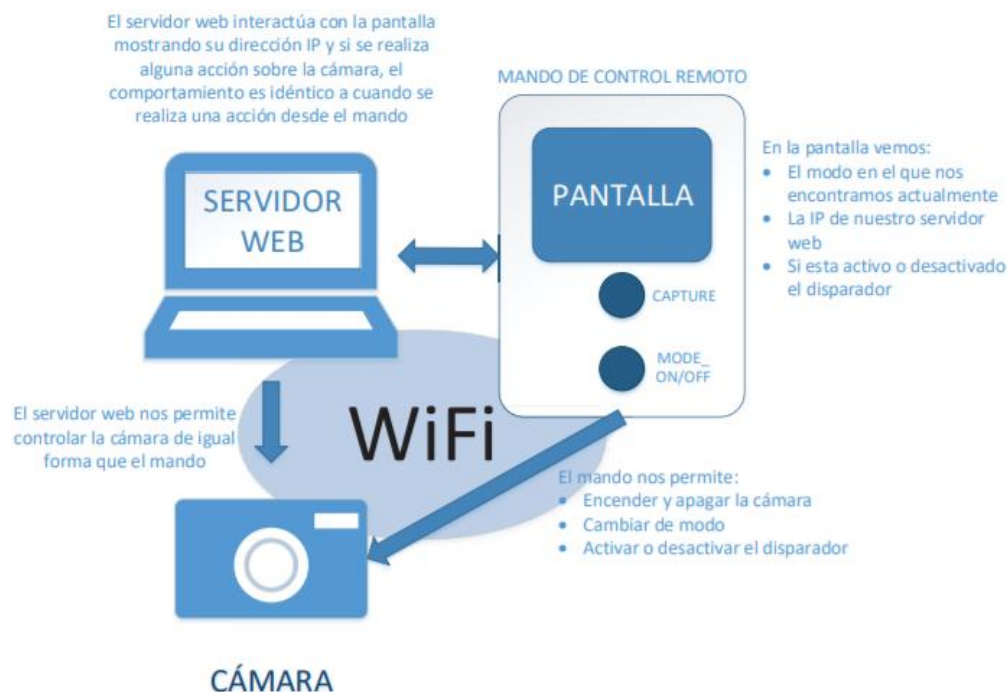 El servidor web interactúa con la pantalla
mostrando su dirección IP y si se realiza
alguna acción sobre la cámara, el
comportamiento es idéntico a cuando se
realiza una acción desde el mando
MANDO DE CONTROL REMOTO
SERVIDOR
WEB
PANTALLA
CAPTURE
MODE_
ON/OFF
En la pantalla vemos:
• El modo en el que nos
encontramos actualmente
• La IP de nuestro servidor
web
• Si esta activo o desactivado
el disparador
El servidor web nos permite
controlar la cámara de igual
forma que el mando
WiFi
El mando nos permite:
• Encender y apagar la cámara
• Cambiar de modo
• Activar o desactivar el disparador
CÁMARA